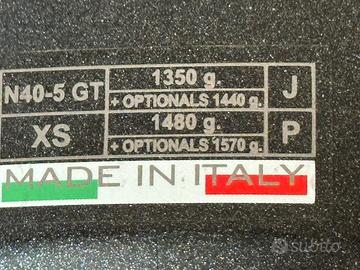 N40-5 GT 1350 g. J
+ OPTIONALS 1440 g.
XS 1480 g. P
+ OPTIONALS 1570 g.
MADE IN ITALY
subito